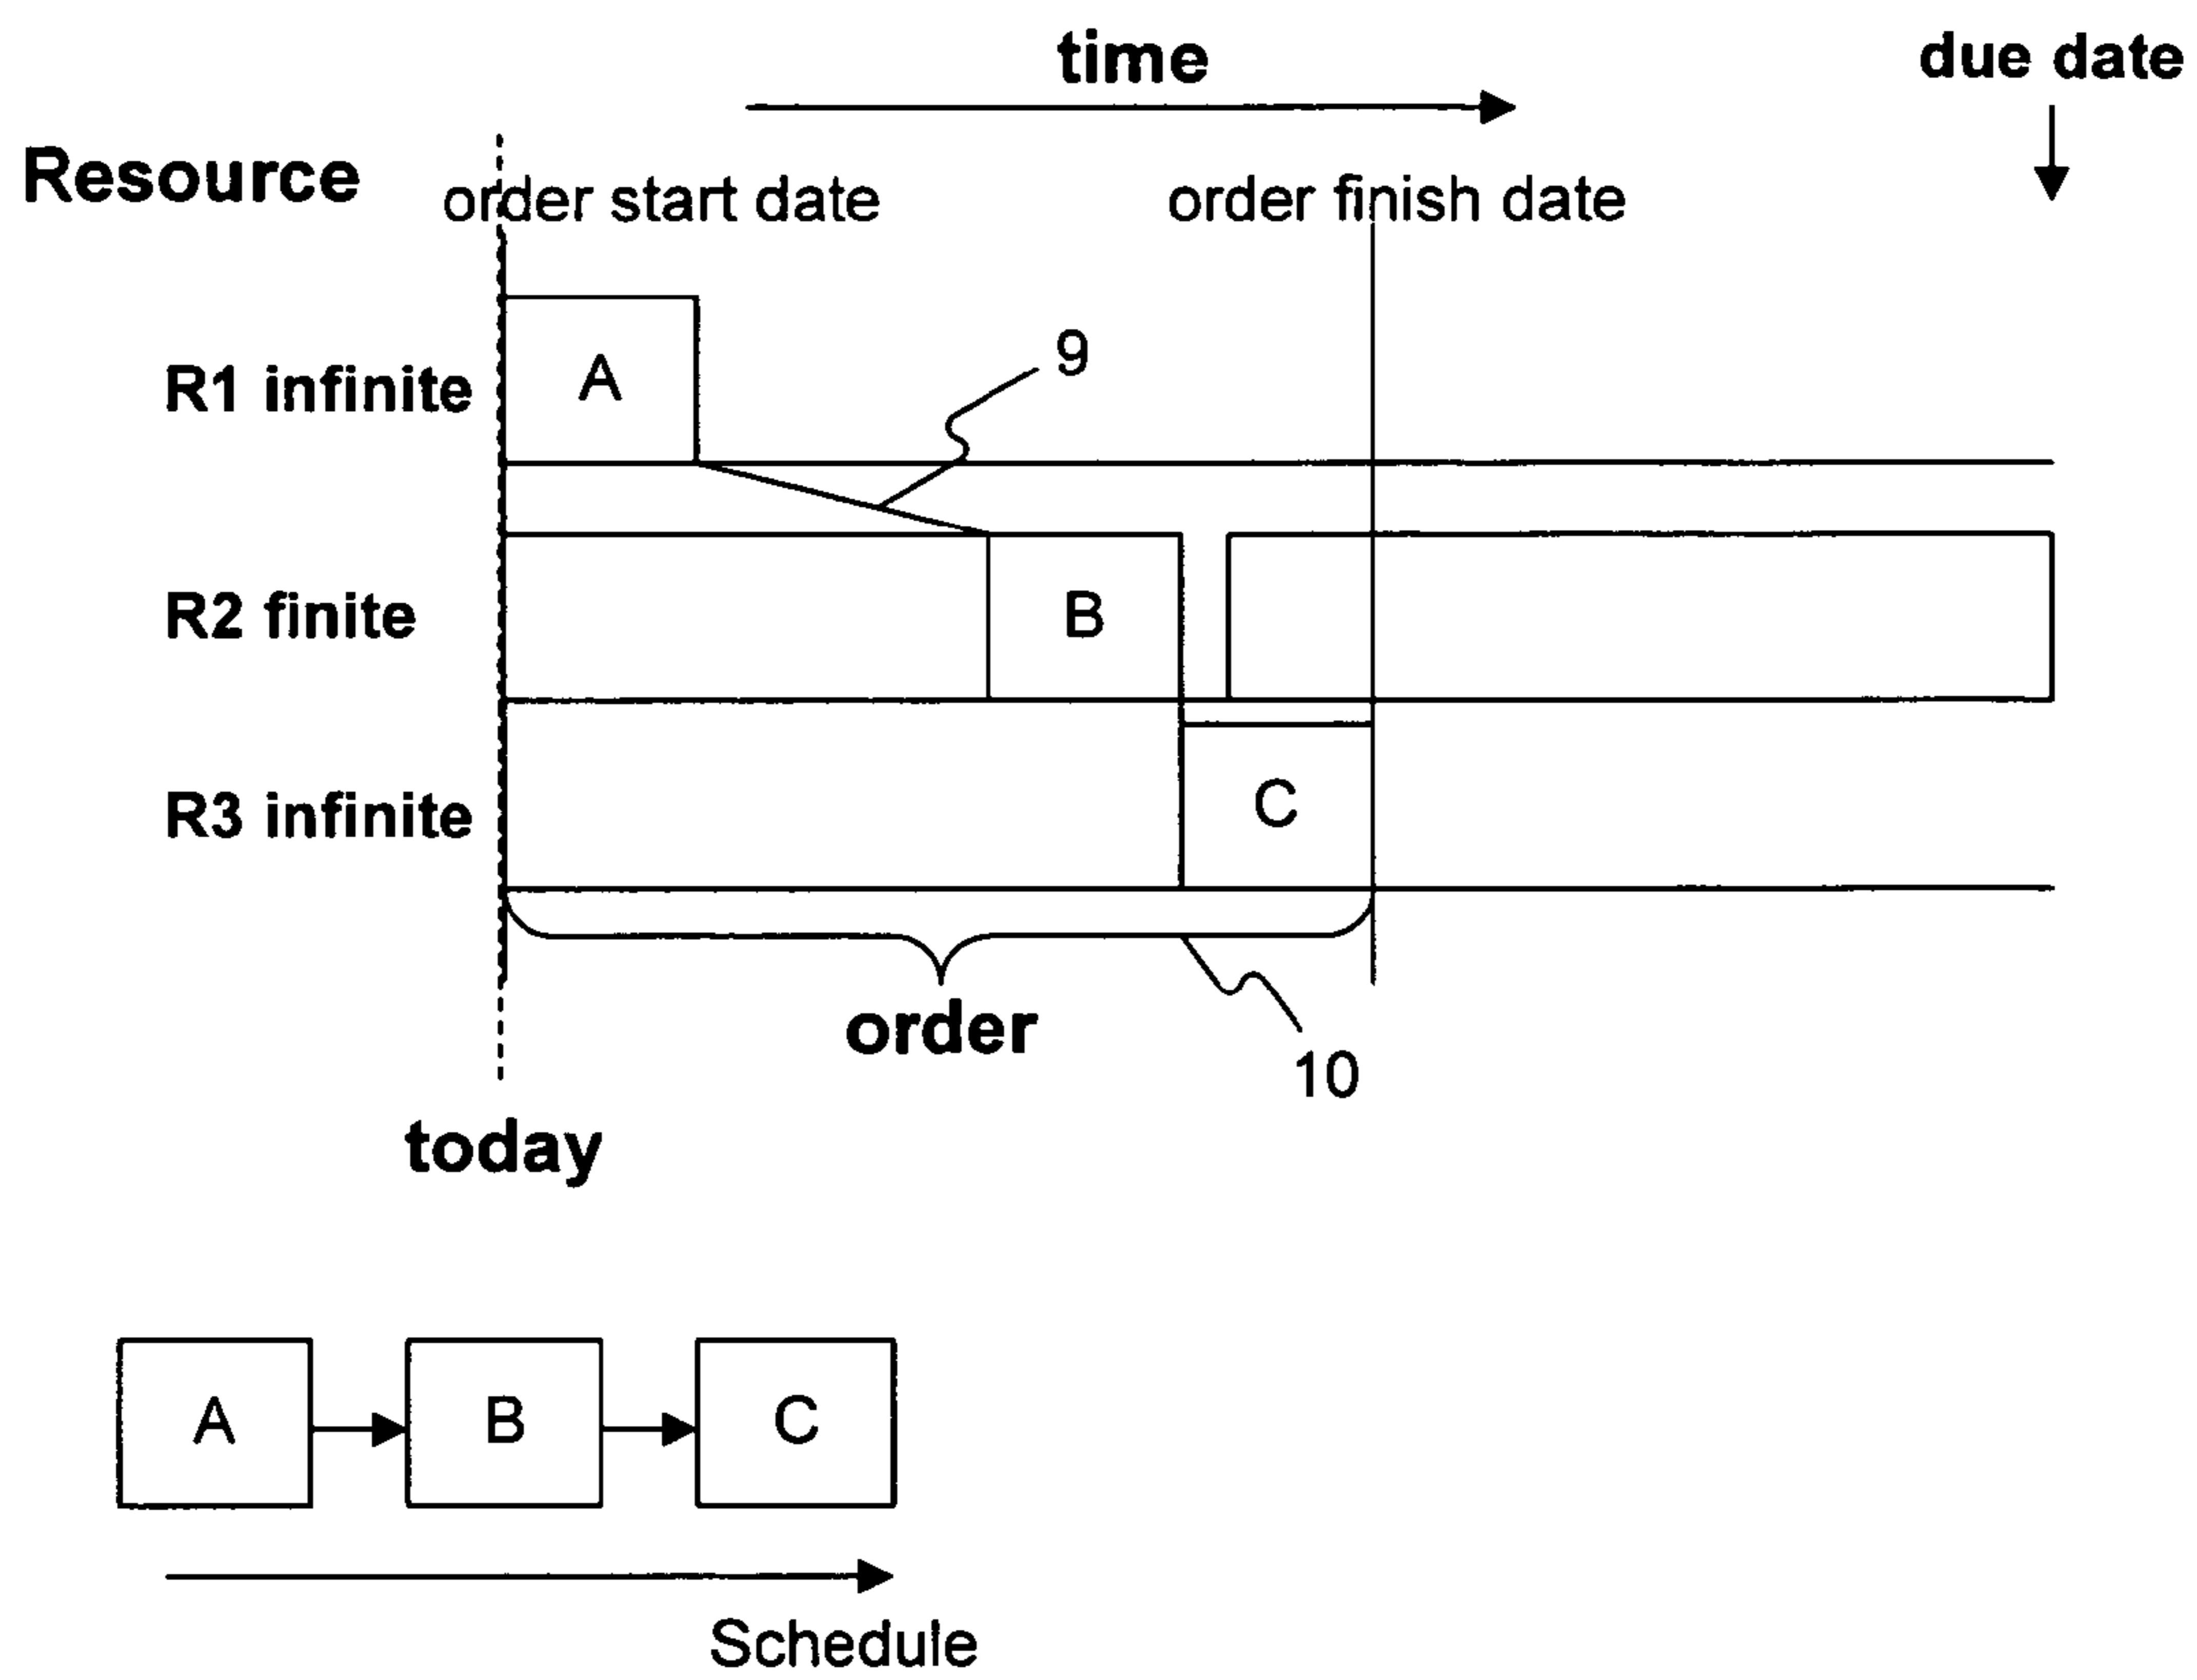 time
due date
Resource
order start date
order finish date
R1 infinite
A
9
R2 finite
B
R3 infinite
C
order
10
today
A
B
C
Schedule